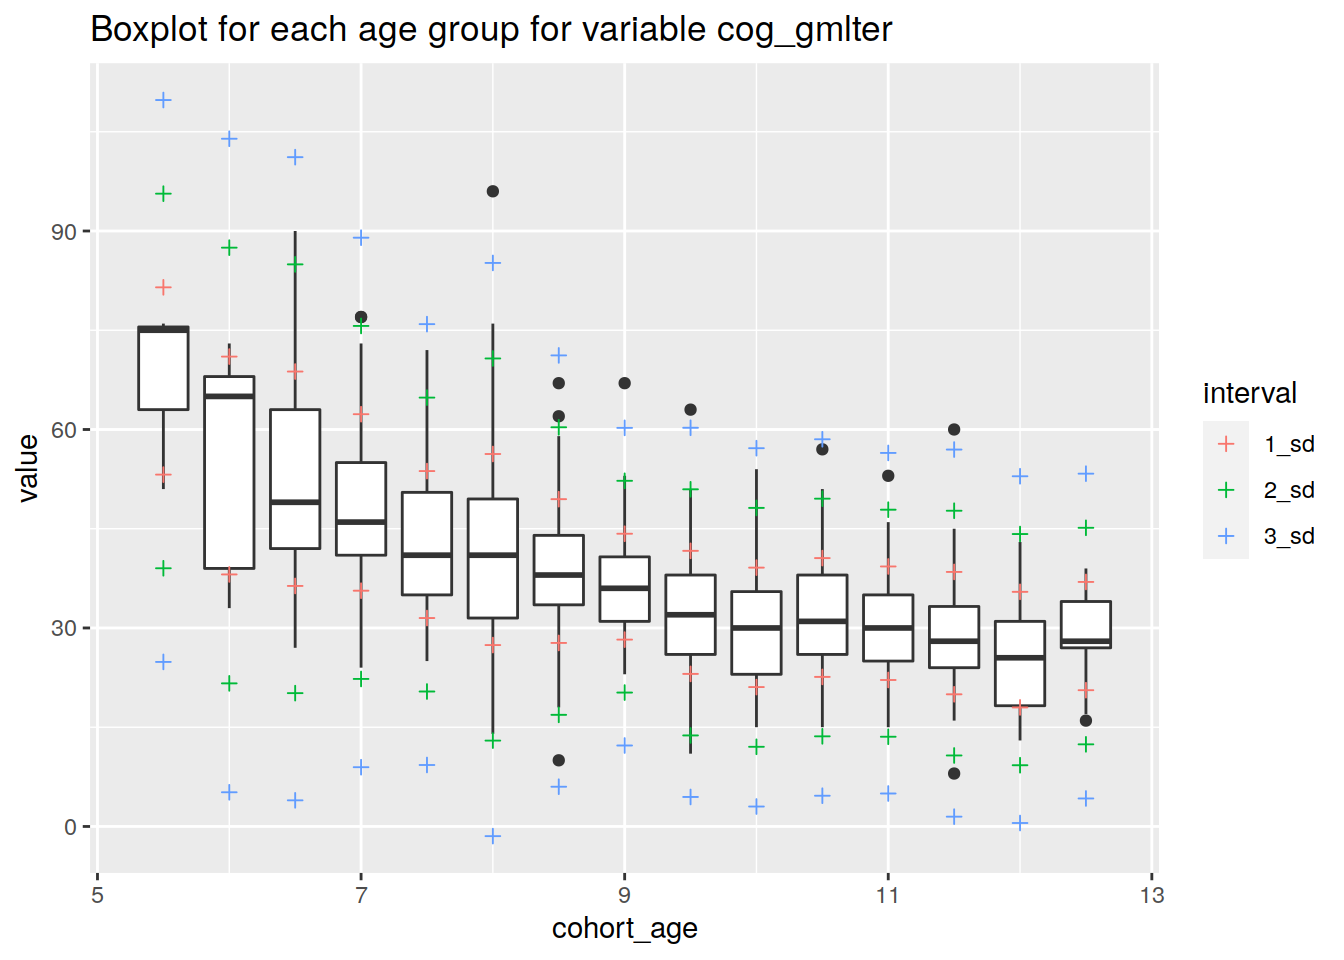 Boxplot for each age group for variable cog_gmlter
90
60
30
0
value
5
7
9
11
13
cohort_age
interval
1_sd
2_sd
3_sd